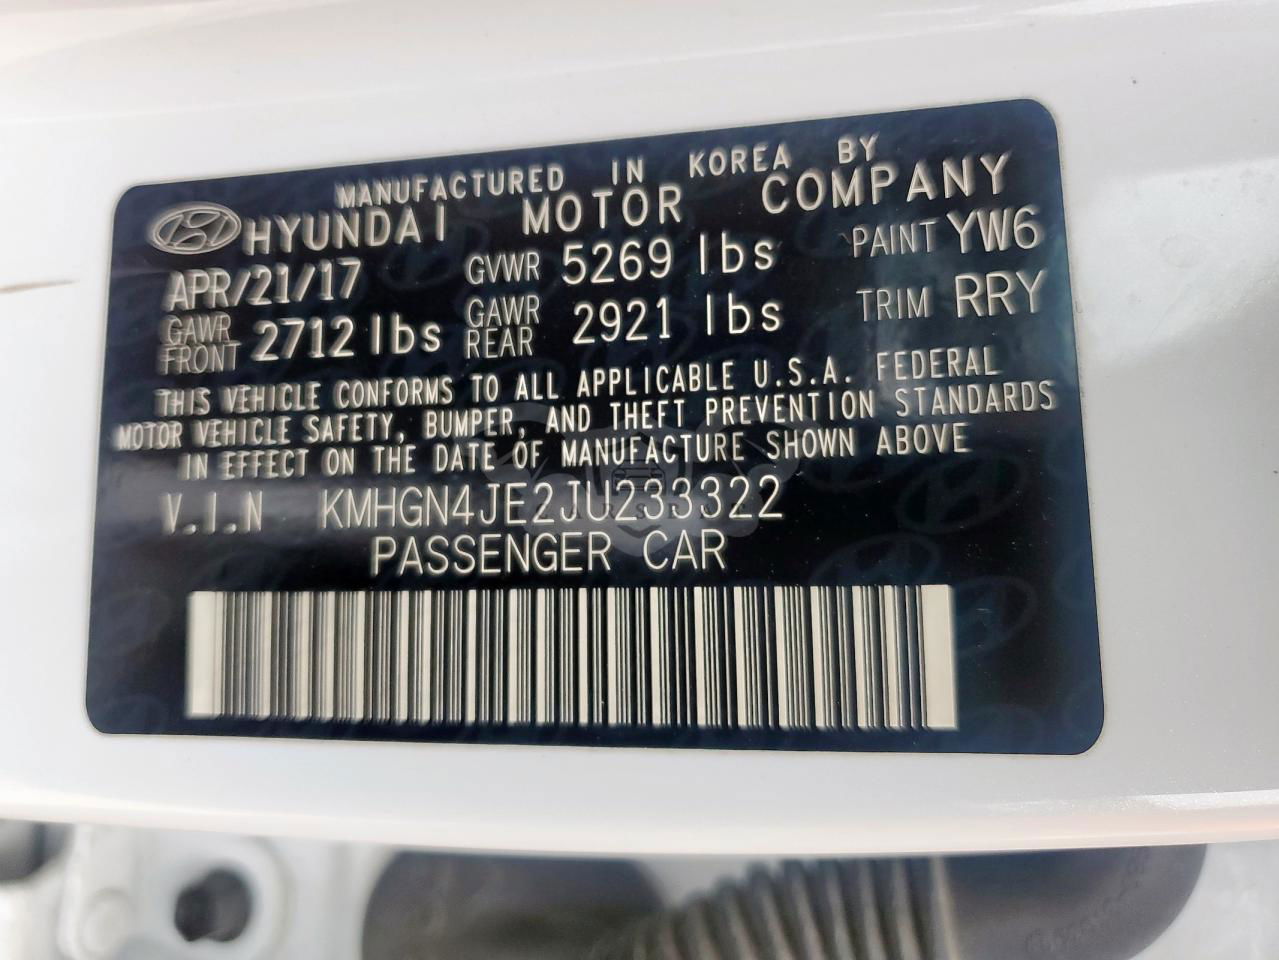 MANUFACTURED IN KOREA BY
HYUNDAI MOTOR COMPANY
APR/21/17 GVWR 5269 lbs PAINT YW6
GAWR FRONT 2712 lbs GAWR REAR 2921 lbs TRIM RRY
THIS VEHICLE CONFORMS TO ALL APPLICABLE U.S.A. FEDERAL
MOTOR VEHICLE SAFETY, BUMPER, AND THEFT PREVENTION STANDARDS
IN EFFECT ON THE DATE OF MANUFACTURE SHOWN ABOVE
V.I.N KMHGN4JE2JU233322
PASSENGER CAR